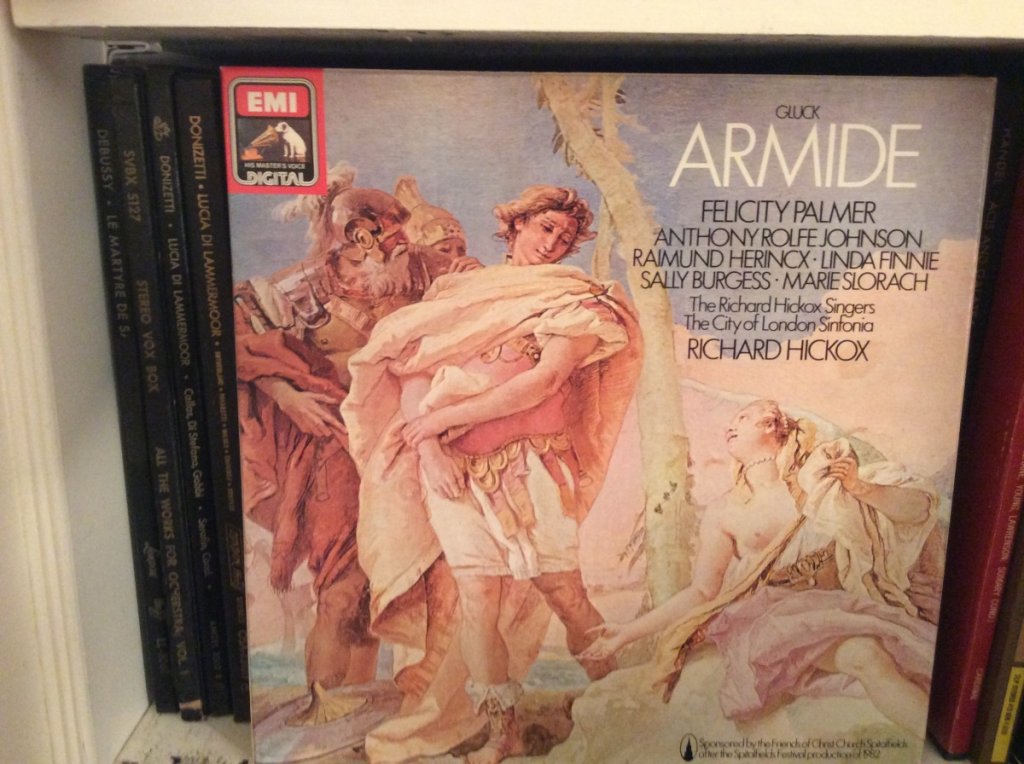 DEBUSSY · LE MARTYRE DE S
SVBX 5127 STEREO VOX BOX ALL THE WORKS FOR ORCHESTRA, VOL. 1
DONIZETTI · LUCIA DI LAMMERMOOR · Callas, Di Stefano, Gobbi · Serafin, Cond.
DONIZETTI · LUCIA DI LAMMERMOOR ·
EMI
HIS MASTER'S VOICE
DIGITAL
GLUCK
ARMIDE
FELICITY PALMER
ANTHONY ROLFE JOHNSON
RAIMUND HERINCX · LINDA FINNIE
SALLY BURGESS · MARIE SLORACH
The Richard Hickox Singers
The City of London Sinfonia
RICHARD HICKOX
Sponsored by the Friends of Christ Church Spitalfields
after the Spitalfields Festival production of 1982